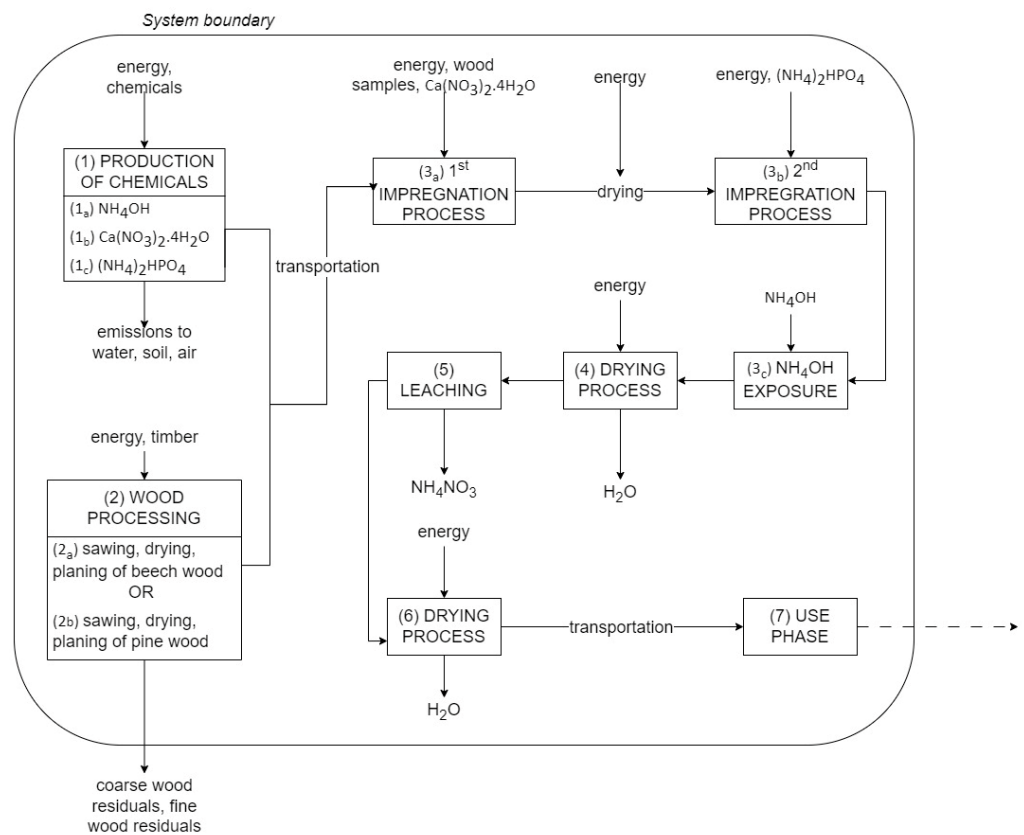 System boundary
energy,
chemicals
(1) PRODUCTION
OF CHEMICALS
(1a) NH4OH
(1b) Ca(NO3)2.4H2O
(1c) (NH4)2HPO4
emissions to
water, soil, air
energy, timber
(2) WOOD
PROCESSING
(2a) sawing, drying,
planing of beech wood
OR
(2b) sawing, drying,
planing of pine wood
coarse wood
residuals, fine
wood residuals
transportation
energy, wood
samples, Ca(NO3)2.4H2O
(3a) 1st
IMPREGNATION
PROCESS
energy
drying
energy, (NH4)2HPO4
(3b) 2nd
IMPREGRATION
PROCESS
NH4OH
(3c) NH4OH
EXPOSURE
energy
(4) DRYING
PROCESS
H2O
(5)
LEACHING
NH4NO3
energy
(6) DRYING
PROCESS
H2O
transportation
(7) USE
PHASE